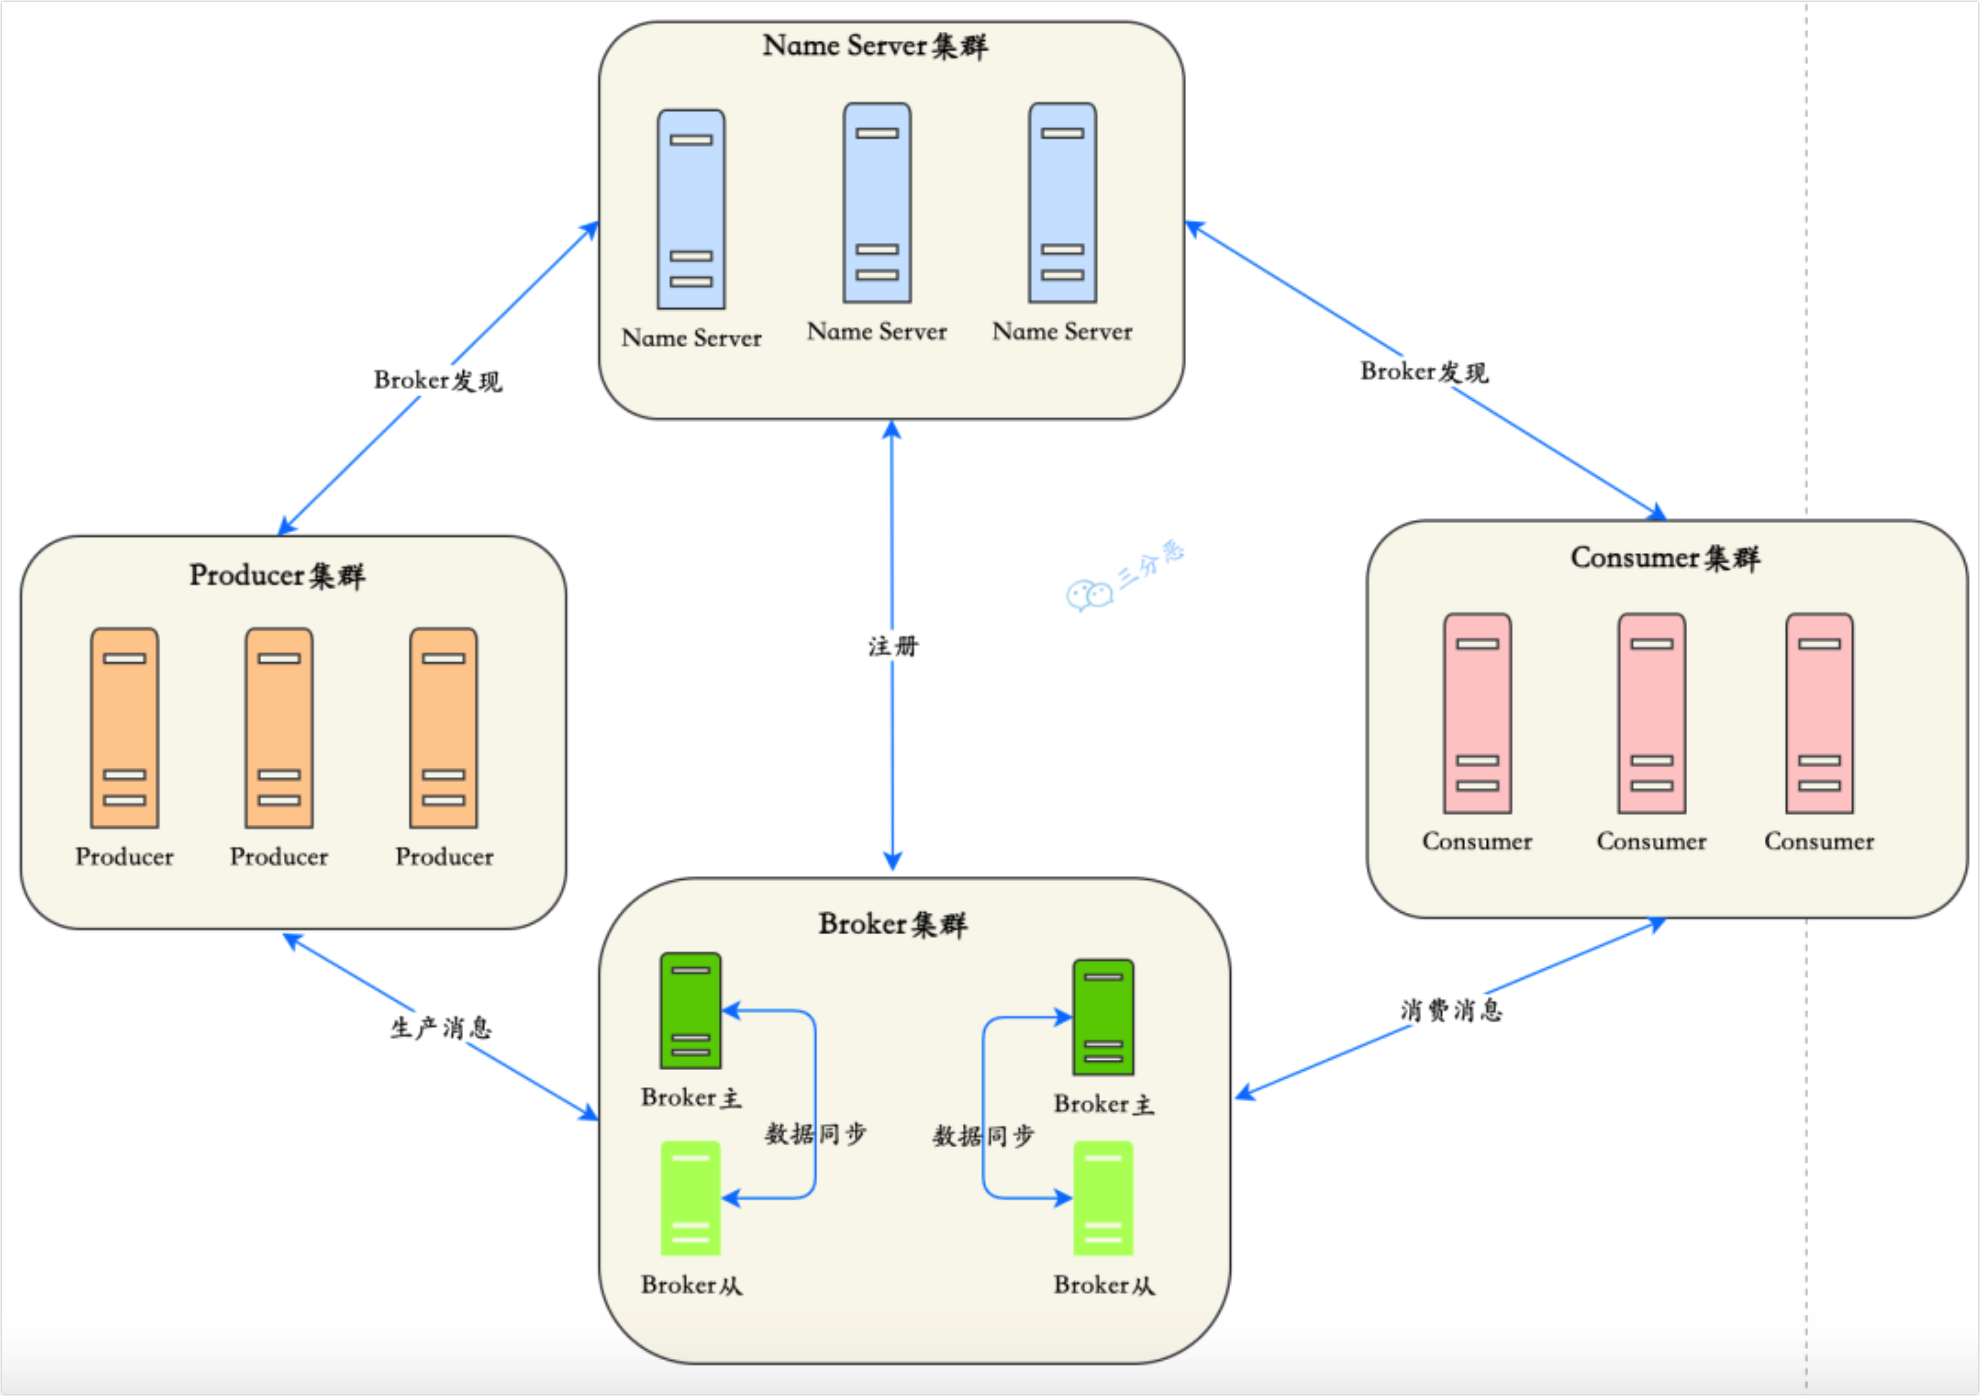 Name Server集群
Name Server
Name Server
Name Server
Broker发现
Broker发现
三分恶
Producer集群
Producer
Producer
Producer
注册
Consumer集群
Consumer
Consumer
Consumer
生产消息
消费消息
Broker集群
Broker主
Broker主
数据同步
数据同步
Broker从
Broker从